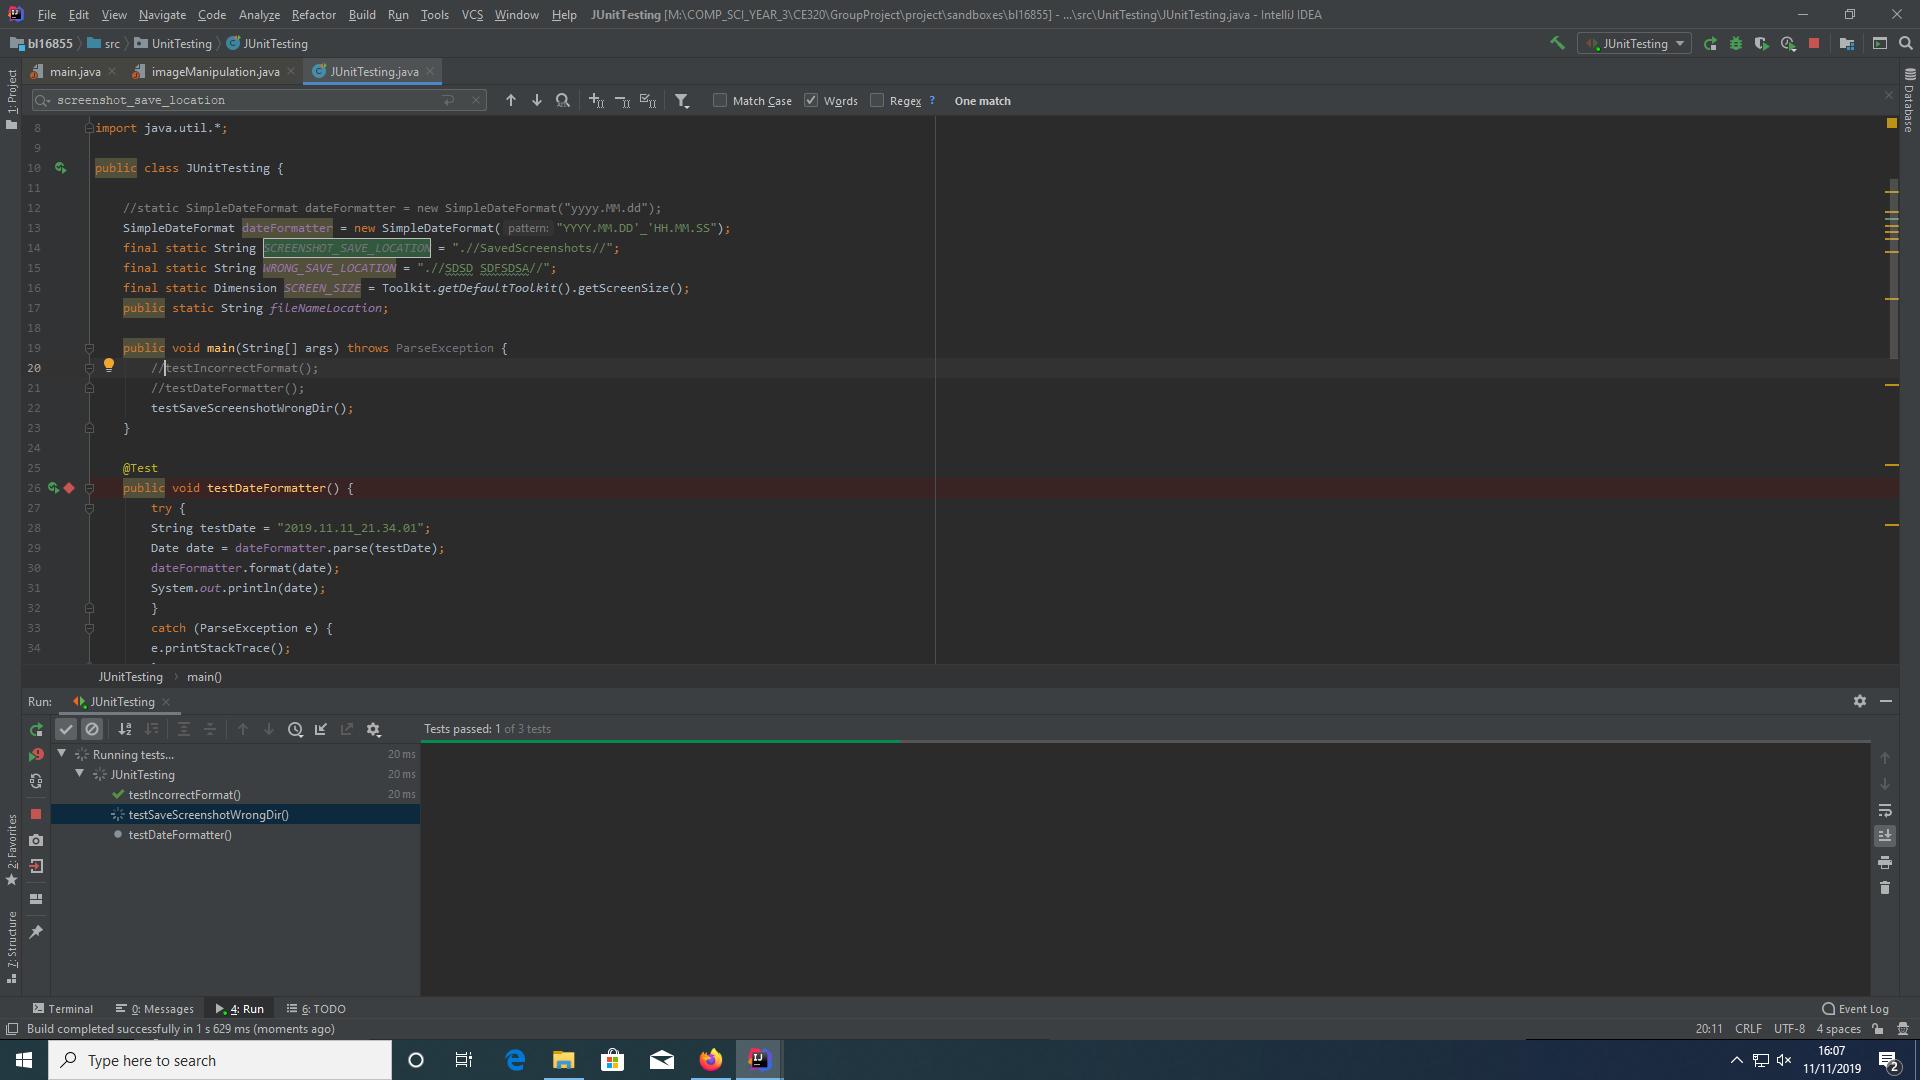 File Edit View Navigate Code Analyze Refactor Build Run Tools VCS Window Help JUnitTesting [M:\COMP_SCI_YEAR_3\CE320\GroupProject\project\sandboxes\bl16855] - ...\src\UnitTesting\JUnitTesting.java - IntelliJ IDEA
bl16855 src UnitTesting JUnitTesting JUnitTesting
main.java imageManipulation.java JUnitTesting.java
screenshot_save_location Match Case Words Regex ? One match
8 import java.util.*;
9
10 public class JUnitTesting {
11
12 //static SimpleDateFormat dateFormatter = new SimpleDateFormat("yyyy.MM.dd");
13 SimpleDateFormat dateFormatter = new SimpleDateFormat( pattern: "YYYY.MM.DD'_'HH.MM.SS");
14 final static String SCREENSHOT_SAVE_LOCATION = ".//SavedScreenshots//";
15 final static String WRONG_SAVE_LOCATION = ".//SDSD SDFSDSA//";
16 final static Dimension SCREEN_SIZE = Toolkit.getDefaultToolkit().getScreenSize();
17 public static String fileNameLocation;
18
19 public void main(String[] args) throws ParseException {
20 //testIncorrectFormat();
21 //testDateFormatter();
22 testSaveScreenshotWrongDir();
23 }
24
25 @Test
26 public void testDateFormatter() {
27 try {
28 String testDate = "2019.11.11_21.34.01";
29 Date date = dateFormatter.parse(testDate);
30 dateFormatter.format(date);
31 System.out.println(date);
32 }
33 catch (ParseException e) {
34 e.printStackTrace();
JUnitTesting main()
Run: JUnitTesting
Tests passed: 1 of 3 tests
Running tests... 20 ms
JUnitTesting 20 ms
testIncorrectFormat() 20 ms
testSaveScreenshotWrongDir()
testDateFormatter()
1: Project
2: Favorites
7: Structure
Database
Terminal 0: Messages 4: Run 6: TODO Event Log
Build completed successfully in 1 s 629 ms (moments ago) 20:11 CRLF UTF-8 4 spaces
Type here to search
16:07
11/11/2019
2